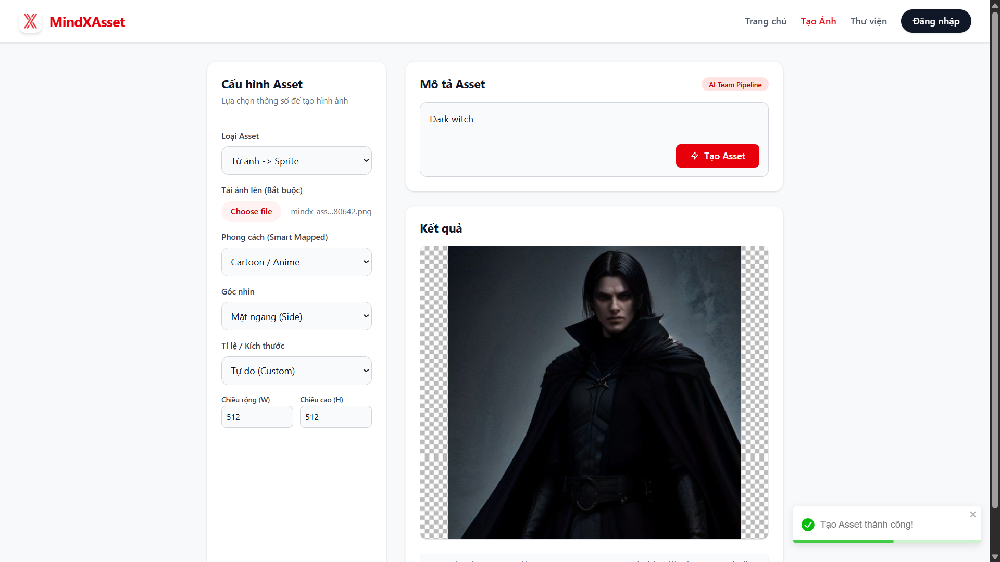 MindXAsset
Trang chủ
Tạo Ảnh
Thư viện
Đăng nhập
Cấu hình Asset
Lựa chọn thông số để tạo hình ảnh
Loại Asset
Từ ảnh -> Sprite
Tải ảnh lên (Bắt buộc)
Choose file
mindx-ass...80642.png
Phong cách (Smart Mapped)
Cartoon / Anime
Góc nhìn
Mặt ngang (Side)
Tỉ lệ / Kích thước
Tự do (Custom)
Chiều rộng (W)
Chiều cao (H)
512
512
Mô tả Asset
AI Team Pipeline
Dark witch
Tạo Asset
Kết quả
Tạo Asset thành công!